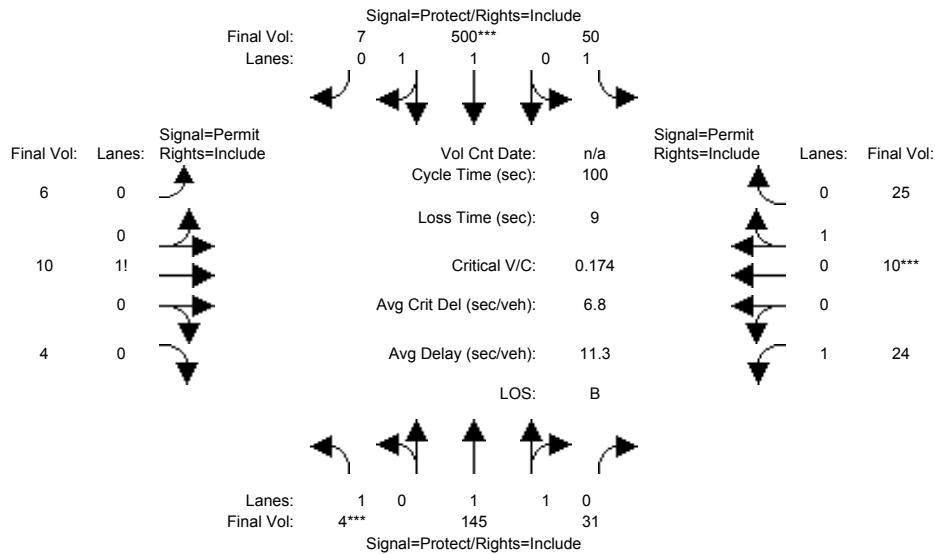 Signal=Protect/Rights=Include
Final Vol: 7 500*** 50
Lanes: 0 1 1 0 1
Signal=Permit
Final Vol: Lanes: Rights=Include
Vol Cnt Date: n/a
Signal=Permit
Rights=Include Lanes: Final Vol:
Cycle Time (sec): 100
6 0
0 25
Loss Time (sec): 9
0
1
10 1!
Critical V/C: 0.174
0 10***
0
Avg Crit Del (sec/veh): 6.8
0
4 0
Avg Delay (sec/veh): 11.3
1 24
LOS: B
Lanes: 1 0 1 1 0
Final Vol: 4*** 145 31
Signal=Protect/Rights=Include